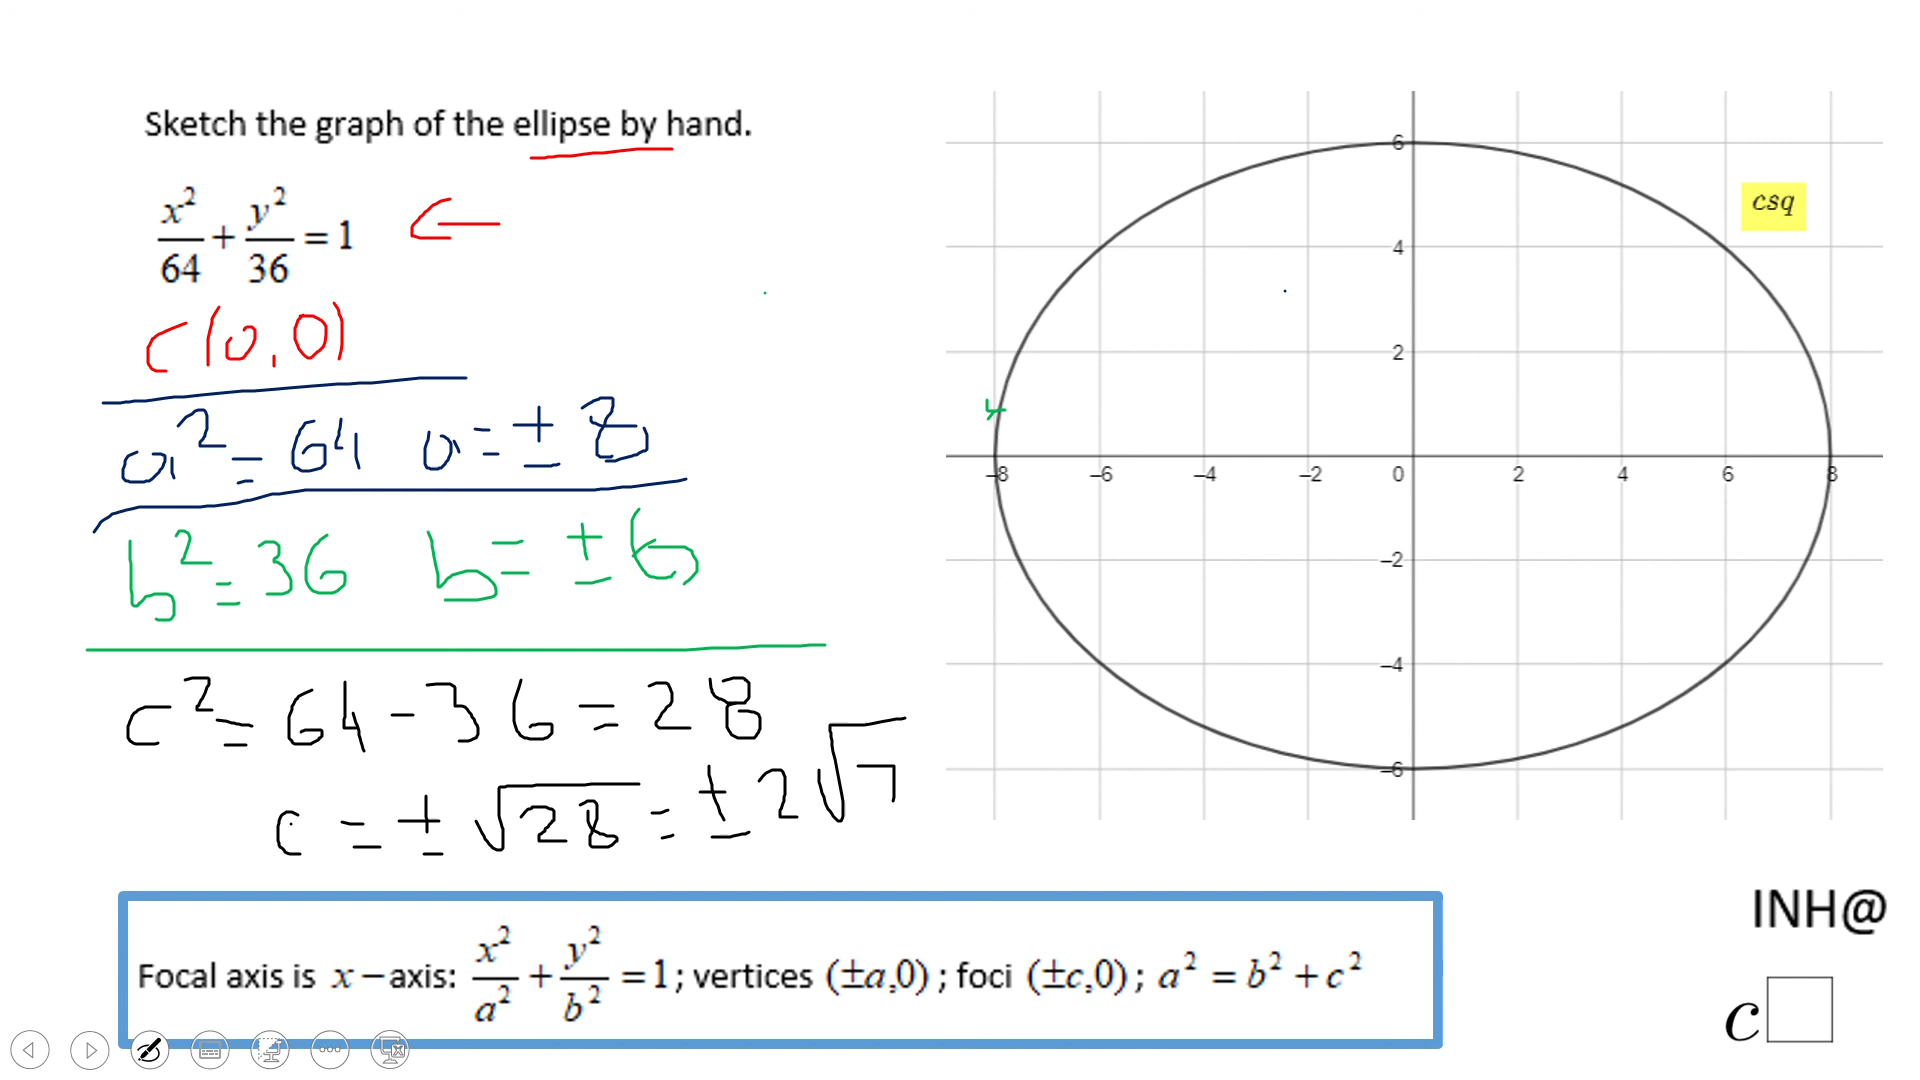 Sketch the graph of the ellipse by hand.
x²/64 + y²/36 = 1
C(0,0)
a² = 64 a = ± 8
b² = 36 b = ± 6
c² = 64 - 36 = 28
c = ± √28 = ± 2√7
csq
6
4
2
−8 −6 −4 −2 0 2 4 6 8
−2
−4
−6
Focal axis is x−axis: x²/a² + y²/b² = 1; vertices (±a,0); foci (±c,0); a² = b² + c²
INH@
c□